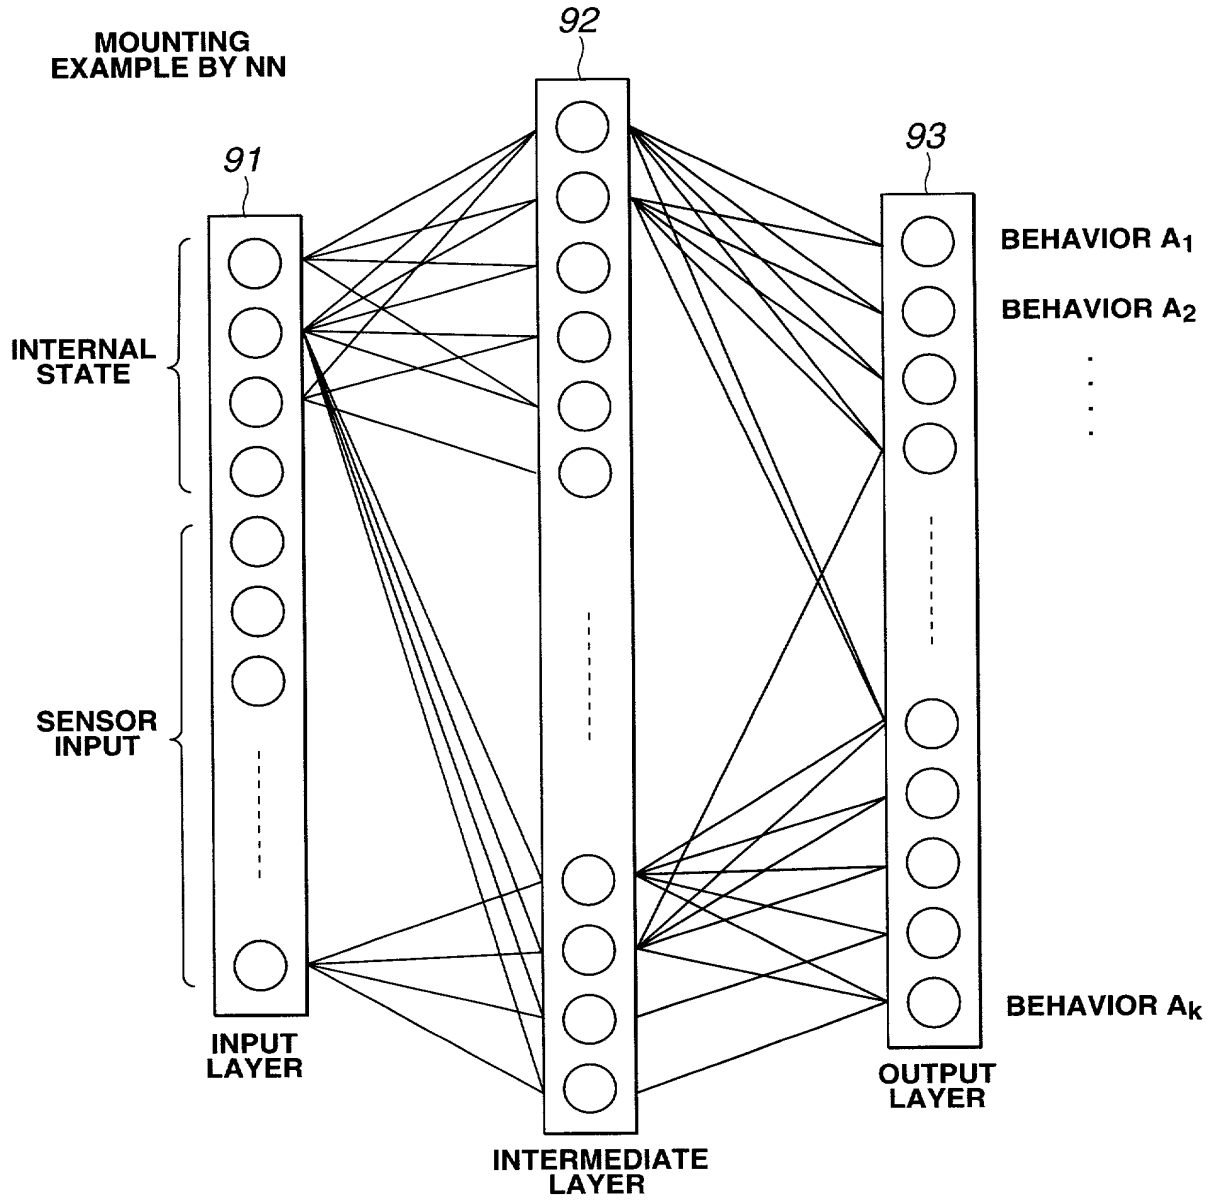 MOUNTING
EXAMPLE BY NN
92
93
91
BEHAVIOR A1
BEHAVIOR A2
INTERNAL
STATE
SENSOR
INPUT
BEHAVIOR Ak
INPUT
LAYER
OUTPUT
LAYER
INTERMEDIATE
LAYER